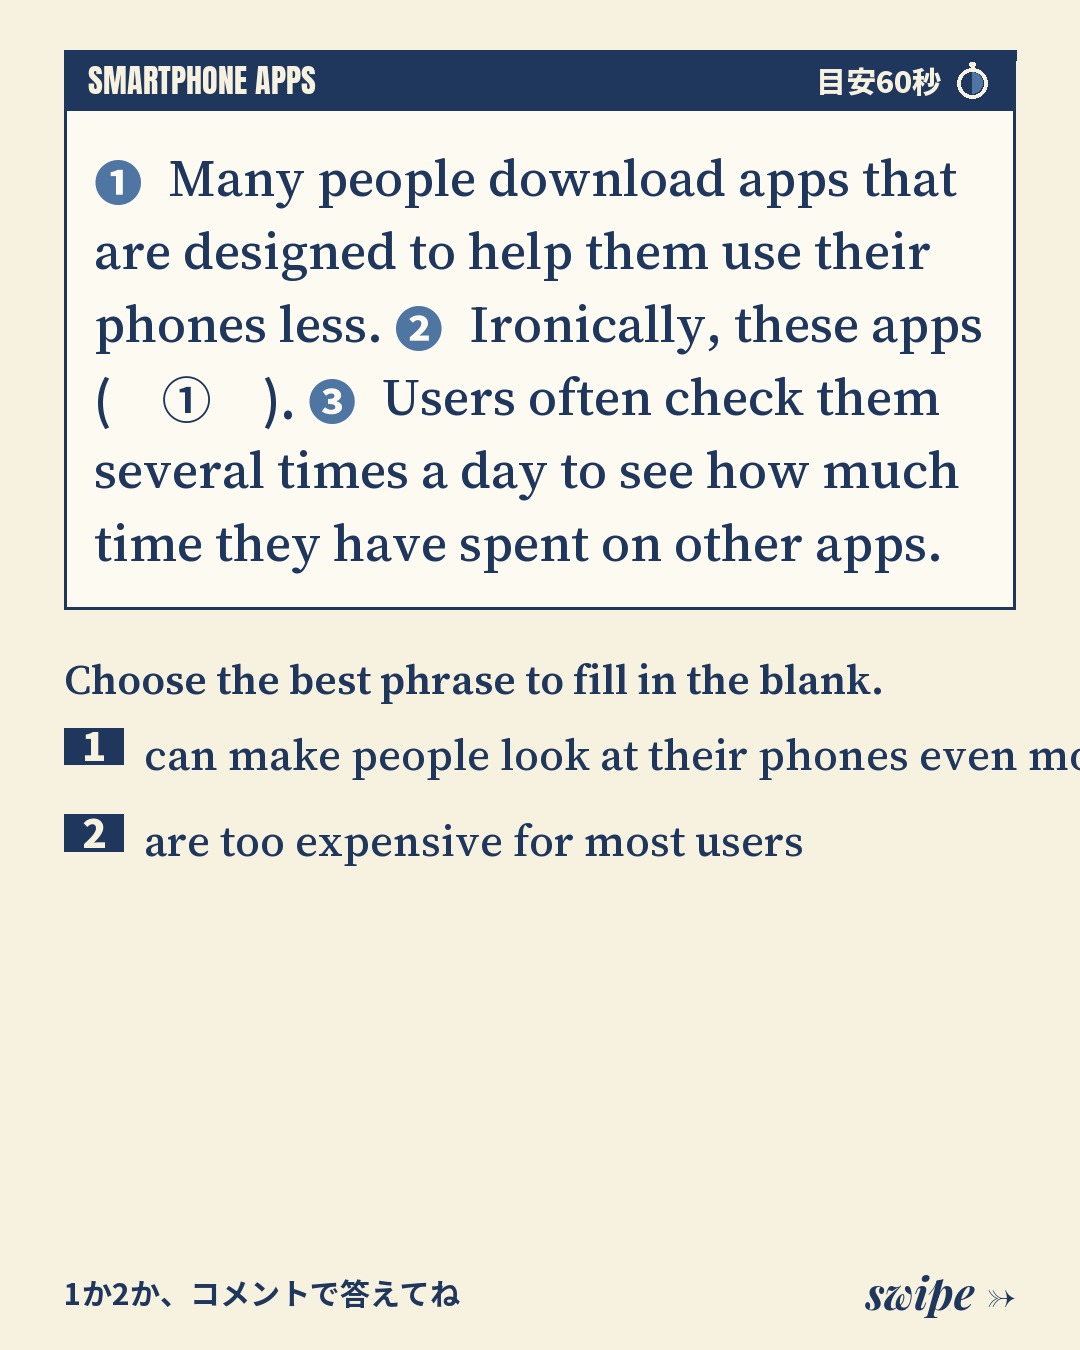 SMARTPHONE APPS 目安60秒
❶ Many people download apps that
are designed to help them use their
phones less. ❷ Ironically, these apps
( ① ). ❸ Users often check them
several times a day to see how much
time they have spent on other apps.
Choose the best phrase to fill in the blank.
1 can make people look at their phones even
2 are too expensive for most users
1か2か、コメントで答えてね swipe